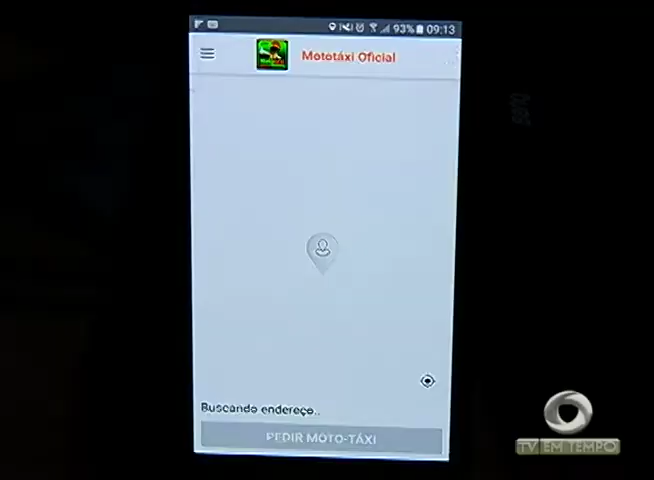 93% 09:13
Mototáxi Oficial
Buscando endereço..
PEDIR MOTO-TÁXI
TV EM TEMPO